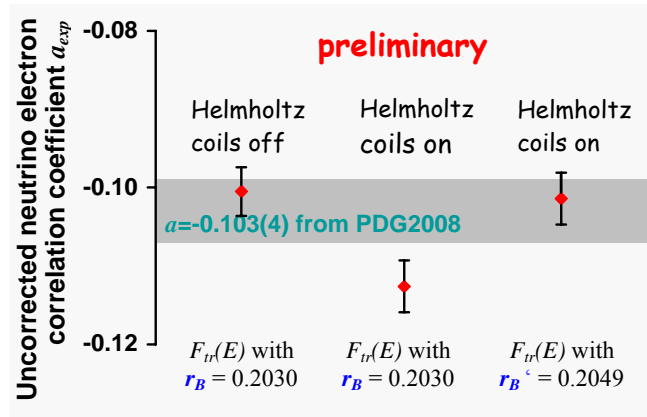 Uncorrected neutrino electron
correlation coefficient a_exp
-0.08
-0.10
-0.12
preliminary
Helmholtz
coils off
Helmholtz
coils on
Helmholtz
coils on
a=-0.103(4) from PDG2008
F_tr(E) with
r_B = 0.2030
F_tr(E) with
r_B = 0.2030
F_tr(E) with
r_B ‘ = 0.2049